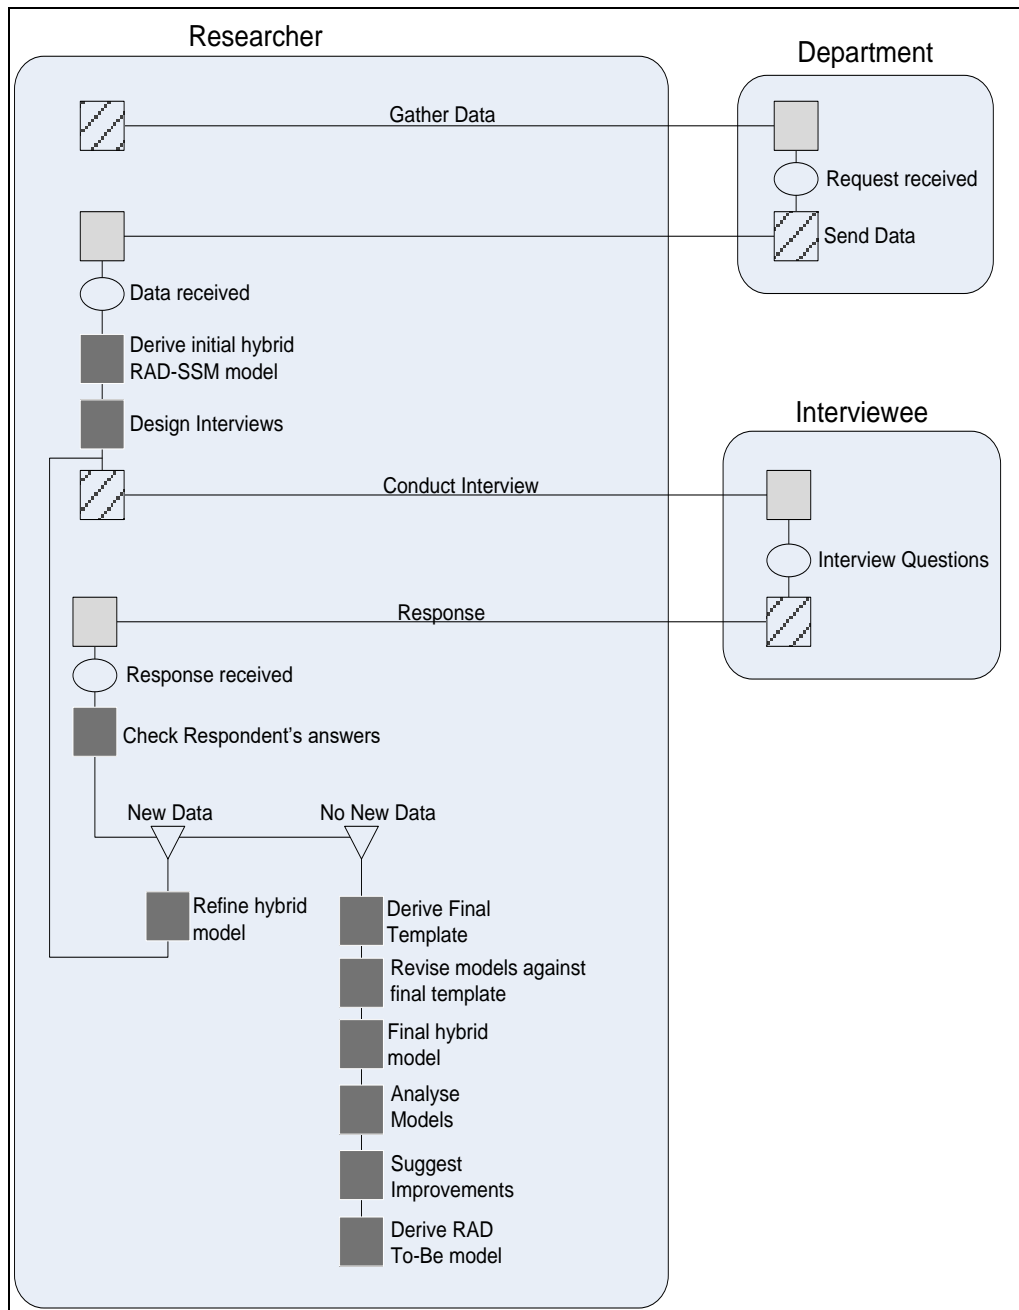 Researcher
Department
Gather Data
Request received
Send Data
Data received
Derive initial hybrid
RAD-SSM model
Design Interviews
Interviewee
Conduct Interview
Interview Questions
Response
Response received
Check Respondent's answers
New Data
No New Data
Refine hybrid
model
Derive Final
Template
Revise models against
final template
Final hybrid
model
Analyse
Models
Suggest
Improvements
Derive RAD
To-Be model